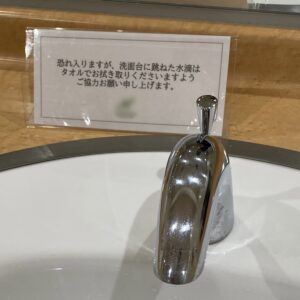 恐れ入りますが、洗面台に跳ねた水滴は
タオルでお拭き取りくださいますよう
ご協力お願い申し上げます。